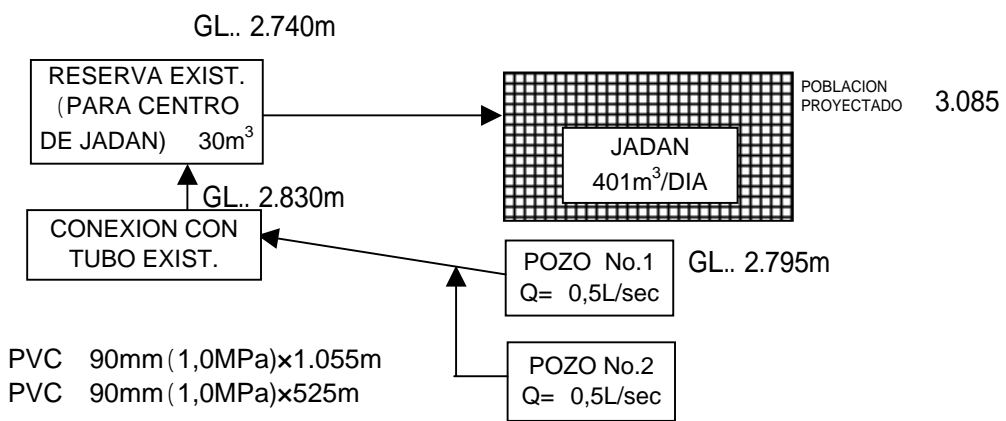 GL.. 2.740m
RESERVA EXIST.
(PARA CENTRO
DE JADAN) 30m³
POBLACION
PROYECTADO 3.085
JADAN
401m³/DIA
GL.. 2.830m
CONEXION CON
TUBO EXIST.
POZO No.1
Q= 0,5L/sec
GL.. 2.795m
PVC 90mm(1,0MPa)×1.055m
PVC 90mm(1,0MPa)×525m
POZO No.2
Q= 0,5L/sec